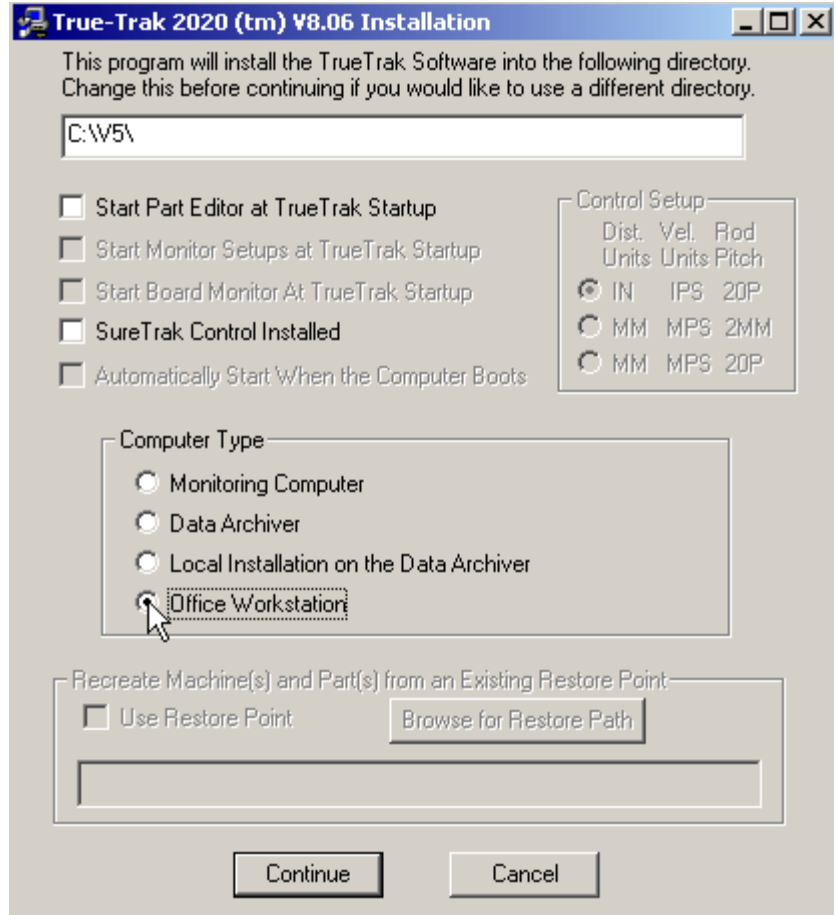 True-Trak 2020 (tm) V8.06 Installation
This program will install the TrueTrak Software into the following directory.
Change this before continuing if you would like to use a different directory.
C:\V5\
Start Part Editor at TrueTrak Startup
Start Monitor Setups at TrueTrak Startup
Start Board Monitor At TrueTrak Startup
SureTrak Control Installed
Automatically Start When the Computer Boots
Control Setup
Dist. Vel. Rod
Units Units Pitch
IN IPS 20P
MM MPS 2MM
MM MPS 20P
Computer Type
Monitoring Computer
Data Archiver
Local Installation on the Data Archiver
Office Workstation
Recreate Machine(s) and Part(s) from an Existing Restore Point
Use Restore Point
Browse for Restore Path
Continue
Cancel